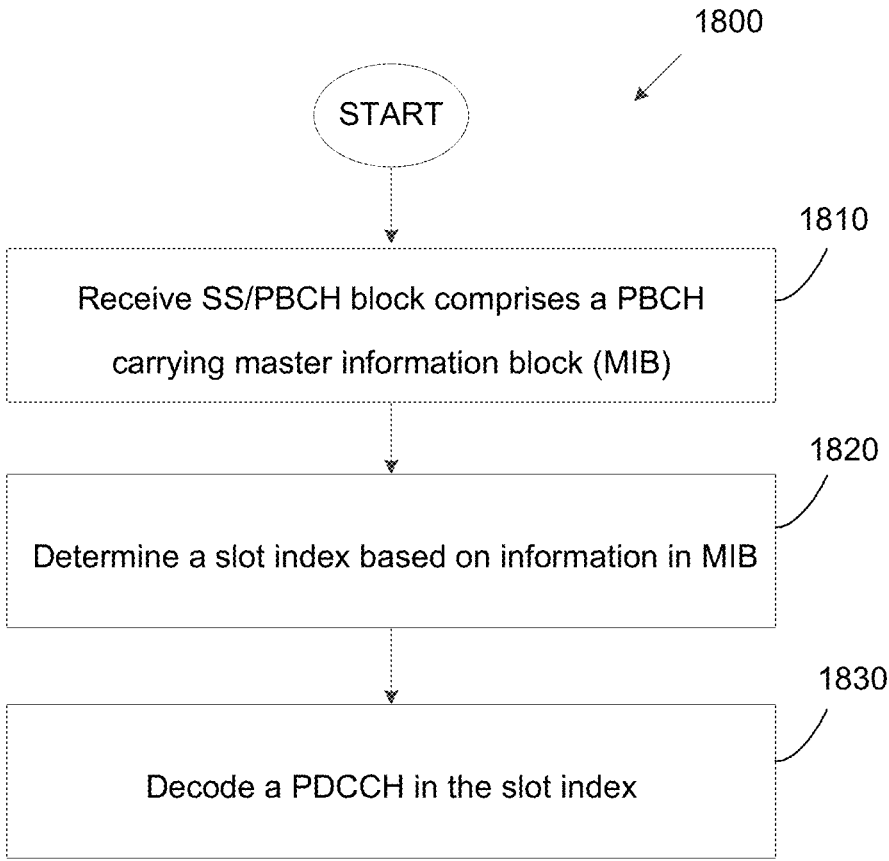 1800
START
1810
Receive SS/PBCH block comprises a PBCH
carrying master information block (MIB)
1820
Determine a slot index based on information in MIB
1830
Decode a PDCCH in the slot index